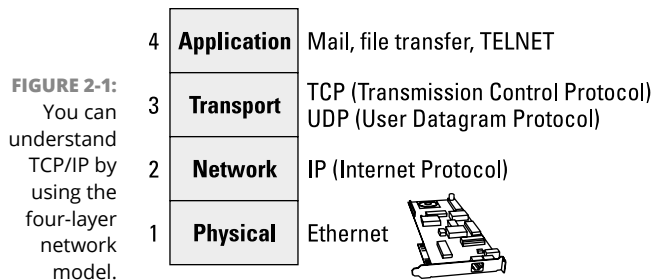 4 Application Mail, file transfer, TELNET
FIGURE 2-1:
You can
understand
TCP/IP by
using the
four-layer
network
model.
3 Transport TCP (Transmission Control Protocol)
UDP (User Datagram Protocol)
2 Network IP (Internet Protocol)
1 Physical Ethernet